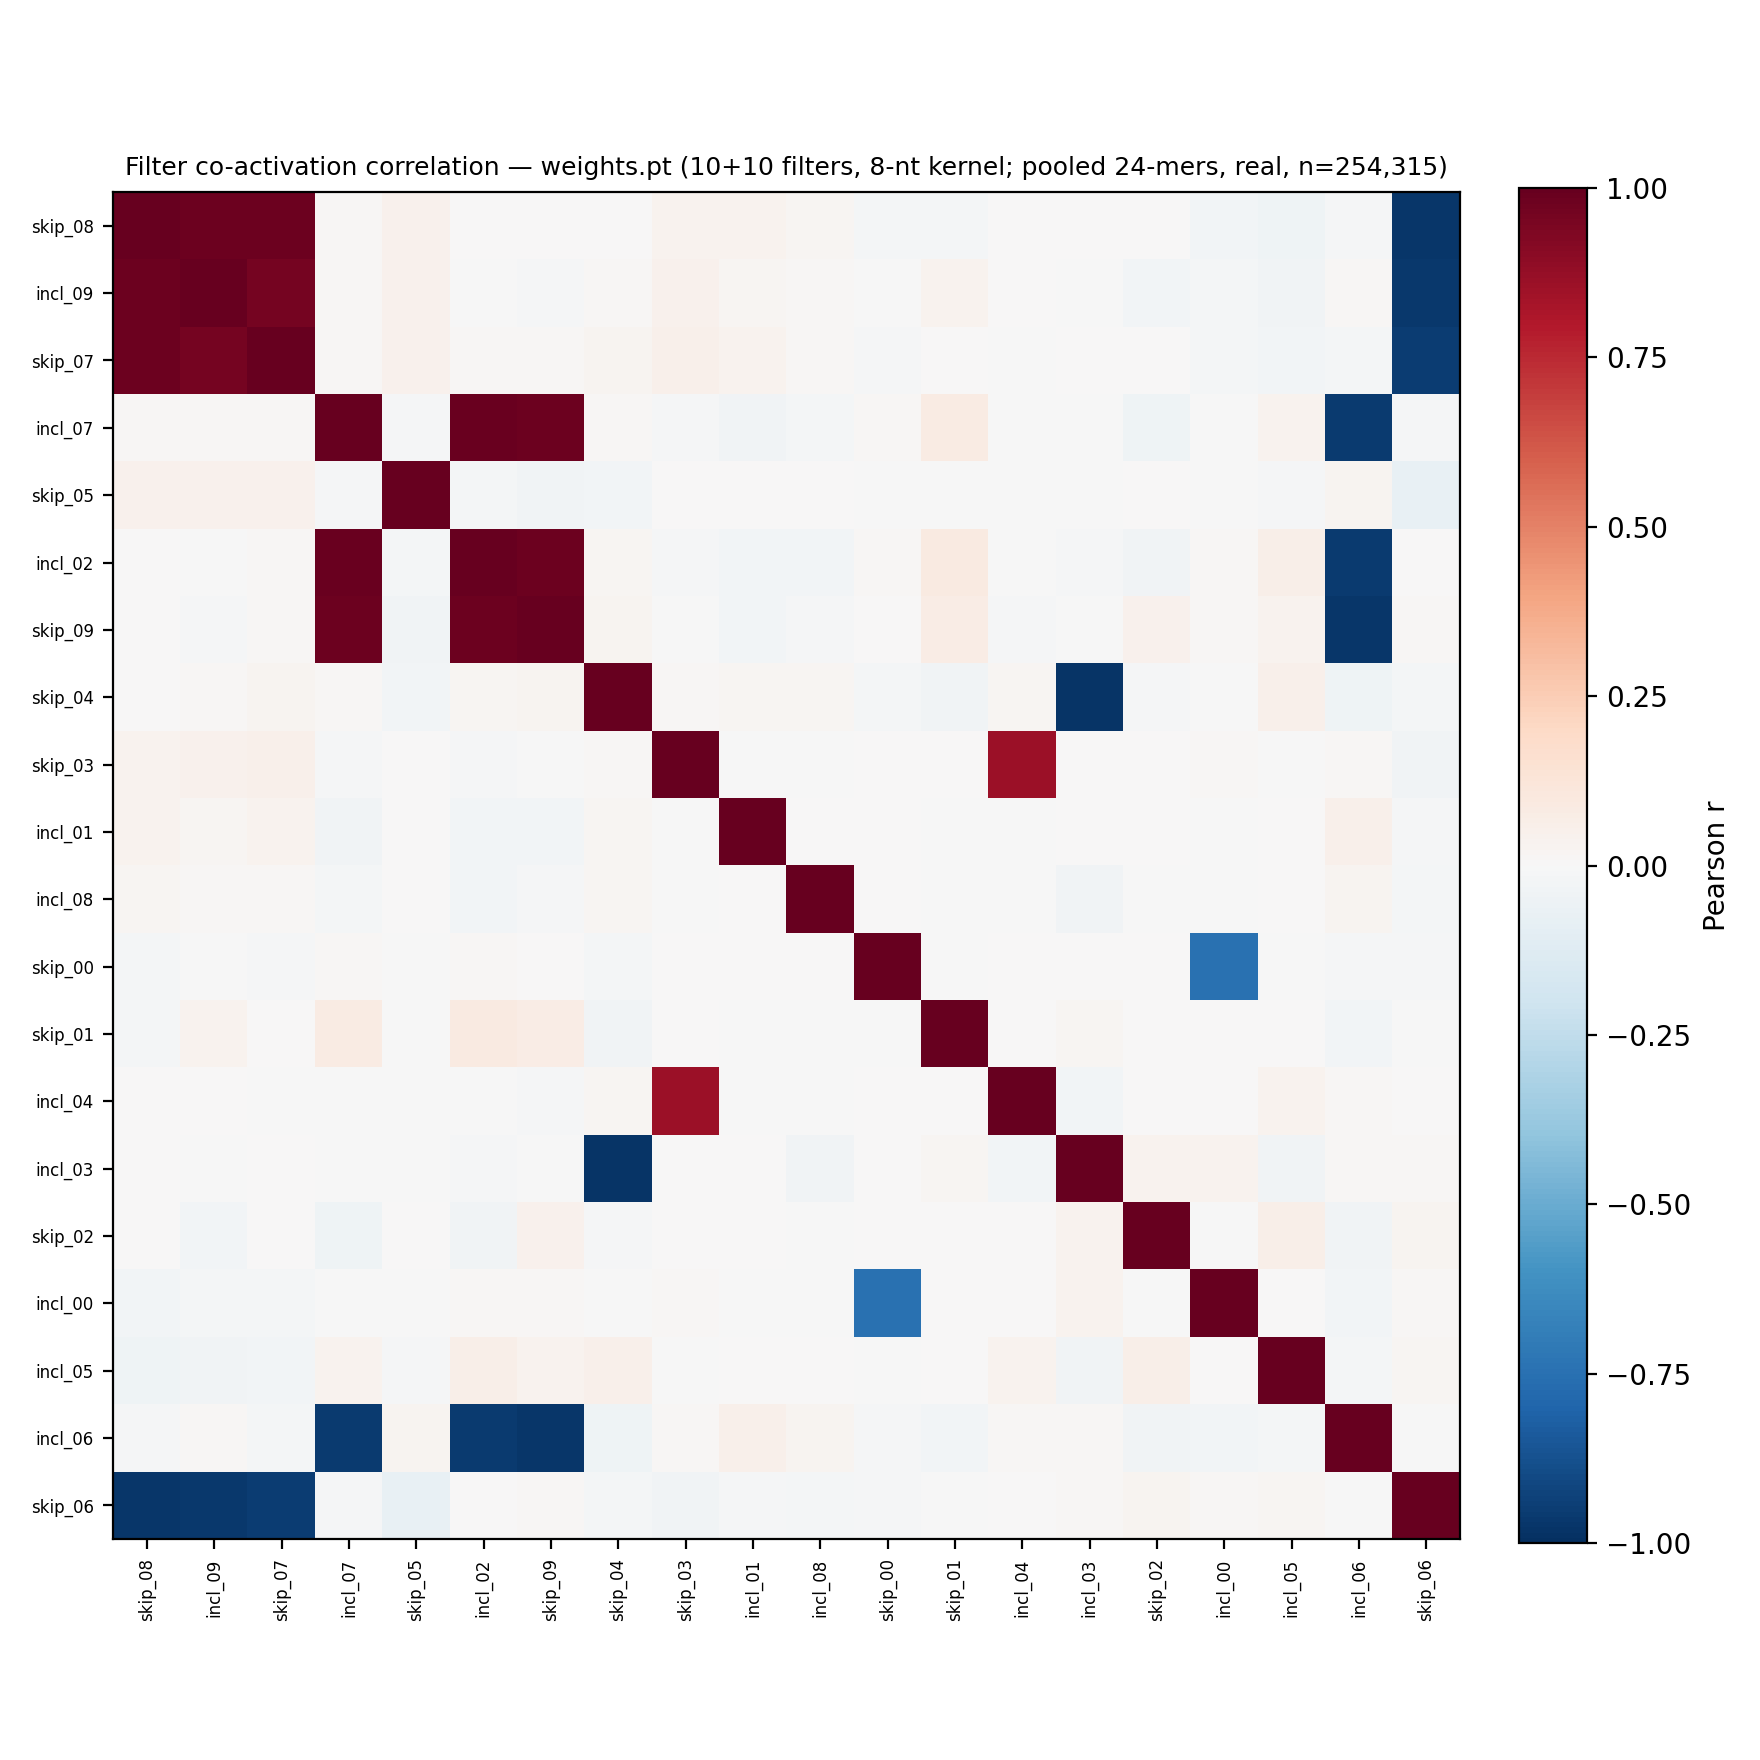 Filter co-activation correlation — weights.pt (10+10 filters, 8-nt kernel; pooled 24-mers, real, n=254,315)
skip_08
incl_09
skip_07
incl_07
skip_05
incl_02
skip_09
skip_04
skip_03
incl_01
incl_08
skip_00
skip_01
incl_04
incl_03
skip_02
incl_00
incl_05
incl_06
skip_06
skip_08
incl_09
skip_07
incl_07
skip_05
incl_02
skip_09
skip_04
skip_03
incl_01
incl_08
skip_00
skip_01
incl_04
incl_03
skip_02
incl_00
incl_05
incl_06
skip_06
1.00
0.75
0.50
0.25
0.00
−0.25
−0.50
−0.75
−1.00
Pearson r